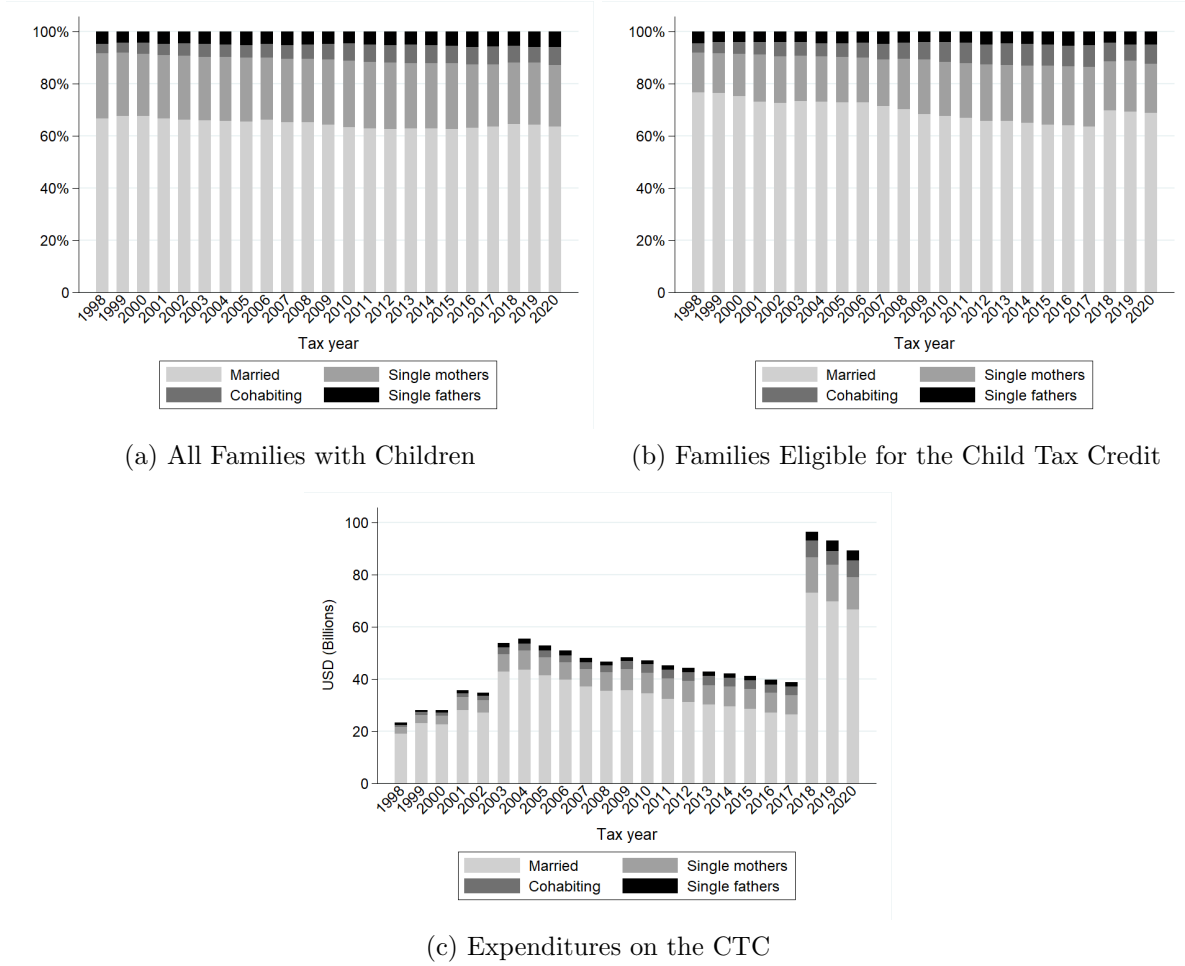 100%
80%
60%
40%
20%
0
1998 1999 2000 2001 2002 2003 2004 2005 2006 2007 2008 2009 2010 2011 2012 2013 2014 2015 2016 2017 2018 2019 2020
Tax year
Married Single mothers
Cohabiting Single fathers
(a) All Families with Children
100%
80%
60%
40%
20%
0
1998 1999 2000 2001 2002 2003 2004 2005 2006 2007 2008 2009 2010 2011 2012 2013 2014 2015 2016 2017 2018 2019 2020
Tax year
Married Single mothers
Cohabiting Single fathers
(b) Families Eligible for the Child Tax Credit
USD (Billions)
100
80
60
40
20
0
1998 1999 2000 2001 2002 2003 2004 2005 2006 2007 2008 2009 2010 2011 2012 2013 2014 2015 2016 2017 2018 2019 2020
Tax year
Married Single mothers
Cohabiting Single fathers
(c) Expenditures on the CTC